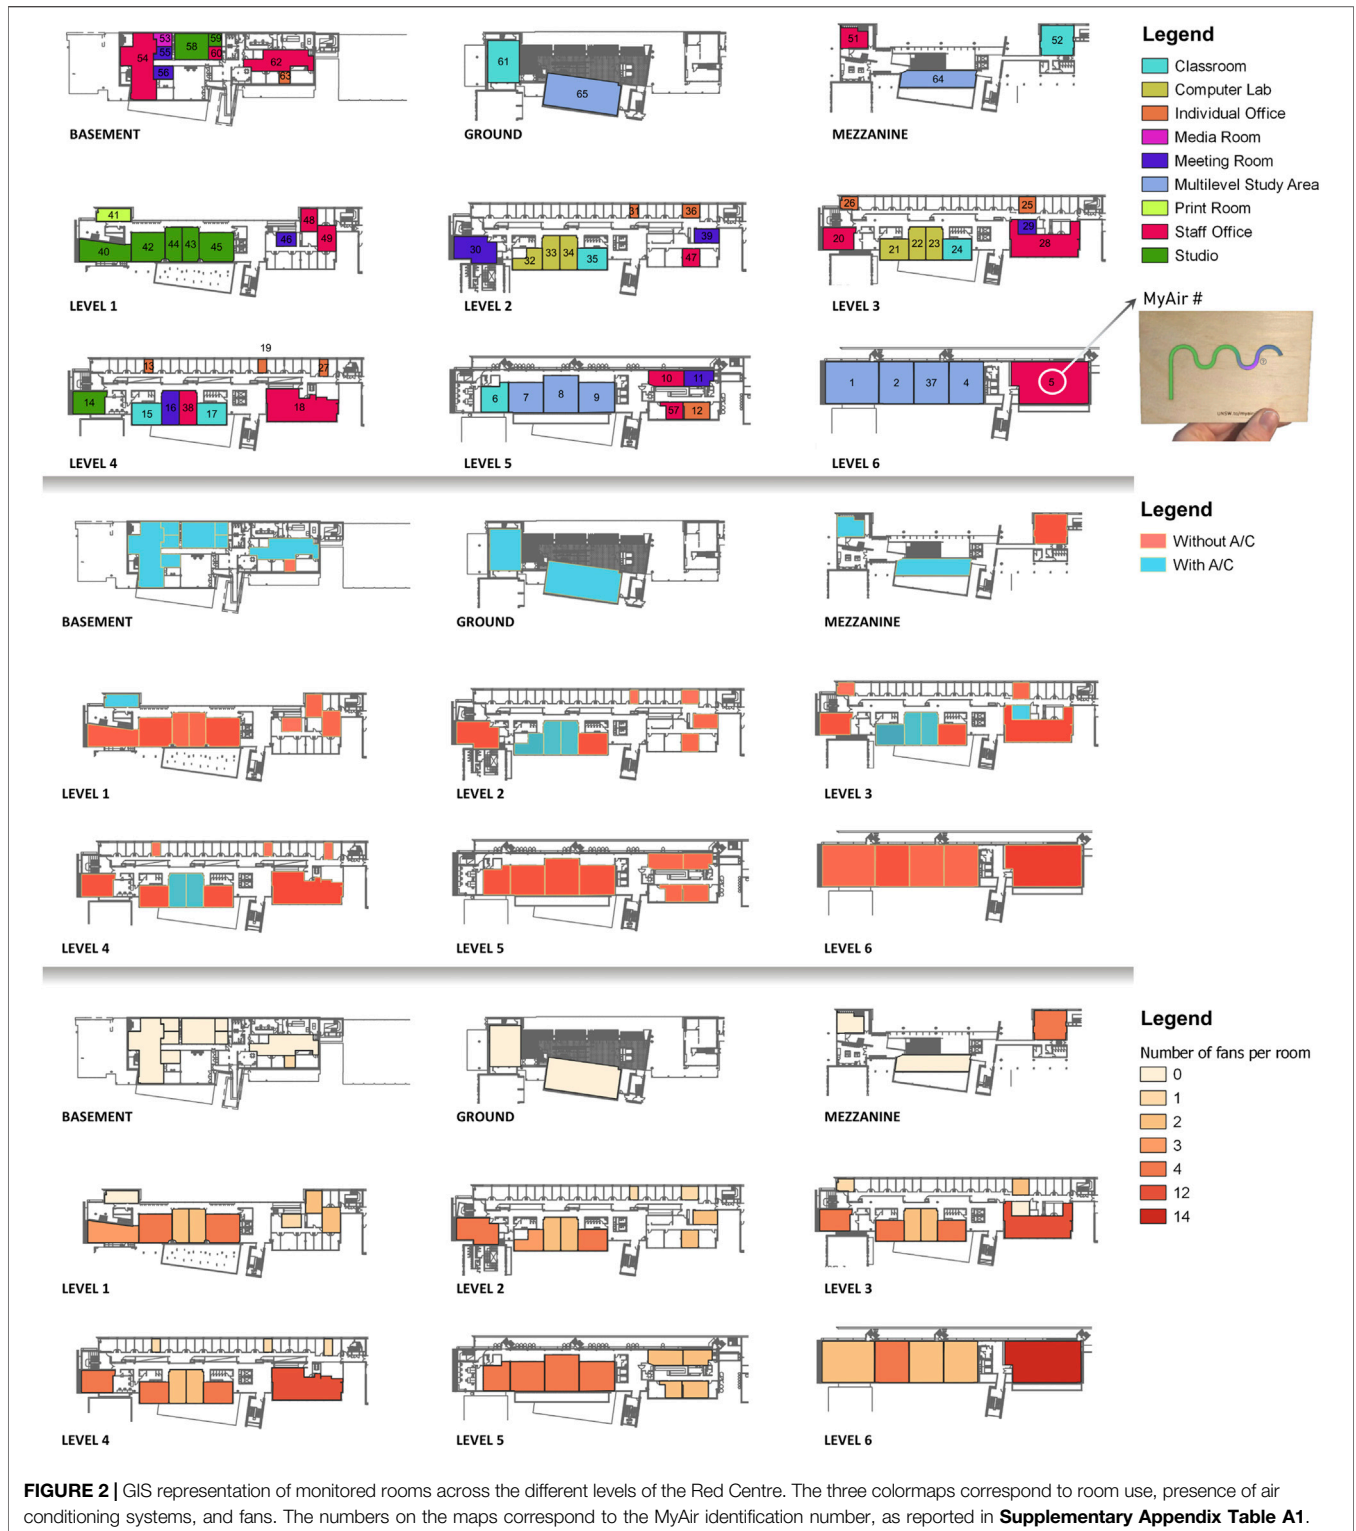 53
59
54
55
58
60
62
56
63
BASEMENT
61
65
GROUND
51
52
64
MEZZANINE
Legend
Classroom
Computer Lab
Individual Office
Media Room
Meeting Room
Multilevel Study Area
Print Room
Staff Office
Studio
41
48
40
42
44
43
45
46
49
LEVEL 1
31
36
30
32
33
34
35
39
47
LEVEL 2
26
25
20
21
22
23
24
29
28
LEVEL 3
MyAir #
19
13
27
14
15
16
38
17
18
LEVEL 4
6
7
8
9
10
11
57
12
LEVEL 5
1
2
37
4
5
LEVEL 6
BASEMENT
GROUND
MEZZANINE
Legend
Without A/C
With A/C
LEVEL 1
LEVEL 2
LEVEL 3
LEVEL 4
LEVEL 5
LEVEL 6
BASEMENT
GROUND
MEZZANINE
Legend
Number of fans per room
0
1
2
3
4
12
14
LEVEL 1
LEVEL 2
LEVEL 3
LEVEL 4
LEVEL 5
LEVEL 6
FIGURE 2 | GIS representation of monitored rooms across the different levels of the Red Centre. The three colormaps correspond to room use, presence of air
conditioning systems, and fans. The numbers on the maps correspond to the MyAir identification number, as reported in Supplementary Appendix Table A1.